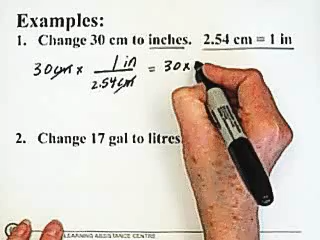 Examples:
1. Change 30 cm to inches. 2.54 cm = 1 in
30cm × 1 in / 2.54cm = 30×
2. Change 17 gal to litres
LEARNING ASSISTANCE CENTRE